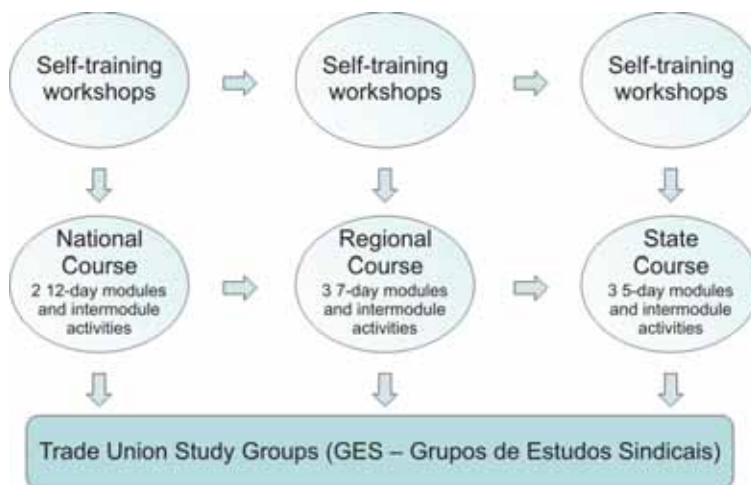 Self-training
workshops
Self-training
workshops
Self-training
workshops
National
Course
2 12-day modules
and intermodule
activities
Regional
Course
3 7-day modules
and intermodule
activities
State
Course
3 5-day modules
and intermodule
activities
Trade Union Study Groups (GES – Grupos de Estudos Sindicais)